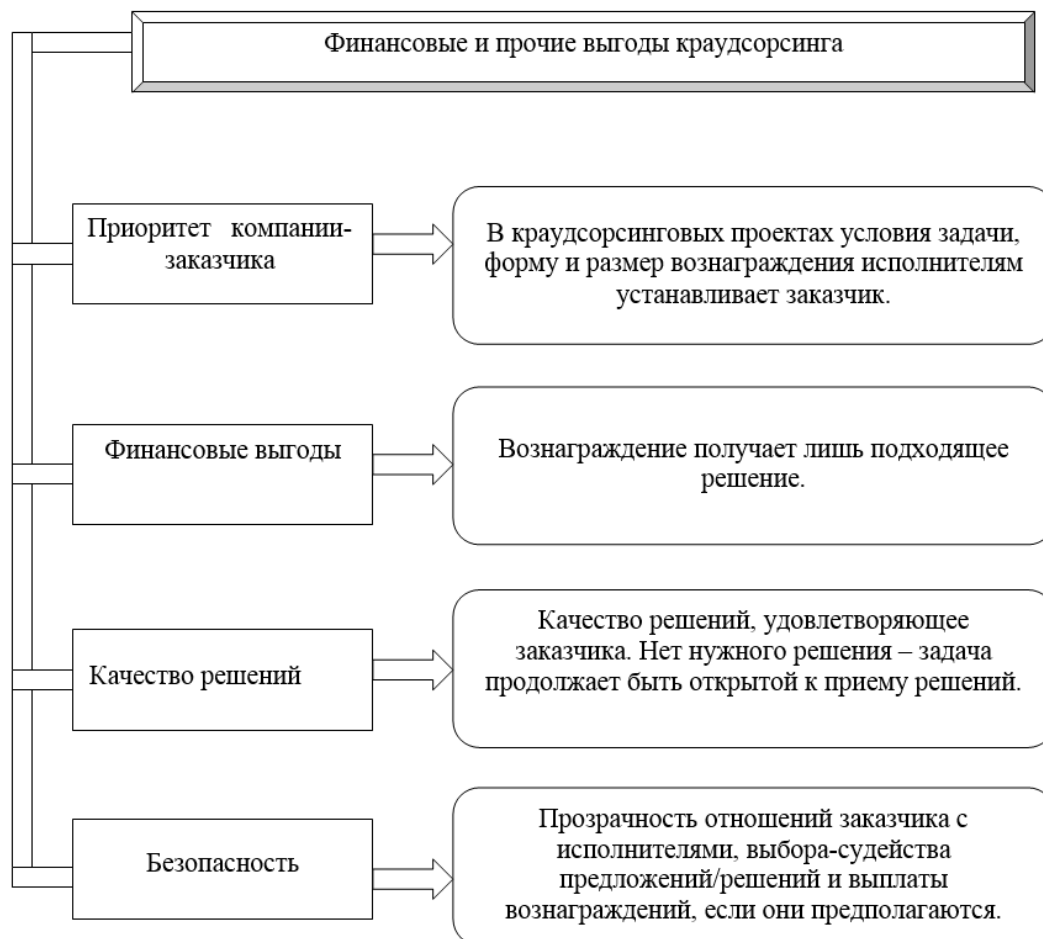 Финансовые и прочие выгоды краудсорсинга
Приоритет компании-
заказчика
В краудсорсинговых проектах условия задачи,
форму и размер вознаграждения исполнителям
устанавливает заказчик.
Финансовые выгоды
Вознаграждение получает лишь подходящее
решение.
Качество решений
Качество решений, удовлетворяющее
заказчика. Нет нужного решения – задача
продолжает быть открытой к приему решений.
Безопасность
Прозрачность отношений заказчика с
исполнителями, выбора-судейства
предложений/решений и выплаты
вознаграждений, если они предполагаются.